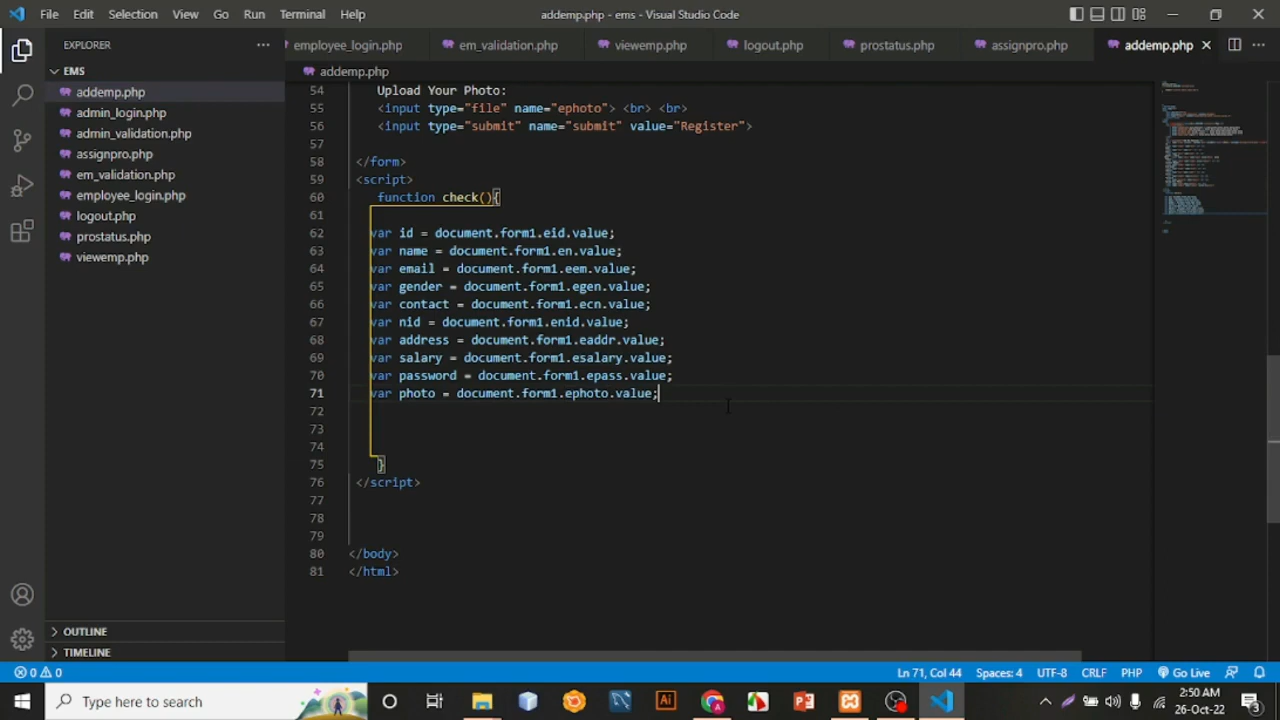 File Edit Selection View Go Run Terminal Help
addemp.php - ems - Visual Studio Code
EXPLORER
employee_login.php em_validation.php viewemp.php logout.php prostatus.php assignpro.php addemp.php
EMS
addemp.php
admin_login.php
admin_validation.php
assignpro.php
em_validation.php
employee_login.php
logout.php
prostatus.php
viewemp.php
OUTLINE
TIMELINE
addemp.php
54 Upload Your Photo:
55 <input type="file" name="ephoto"> <br> <br>
56 <input type="submit" name="submit" value="Register">
57
58 </form>
59 <script>
60 function check(){
61
62 var id = document.form1.eid.value;
63 var name = document.form1.en.value;
64 var email = document.form1.eem.value;
65 var gender = document.form1.egen.value;
66 var contact = document.form1.ecn.value;
67 var nid = document.form1.enid.value;
68 var address = document.form1.eaddr.value;
69 var salary = document.form1.esalary.value;
70 var password = document.form1.epass.value;
71 var photo = document.form1.ephoto.value;
72
73
74
75 }
76 </script>
77
78
79
80 </body>
81 </html>
0 0 Ln 71, Col 44 Spaces: 4 UTF-8 CRLF PHP Go Live
Type here to search
2:50 AM
26-Oct-22
3